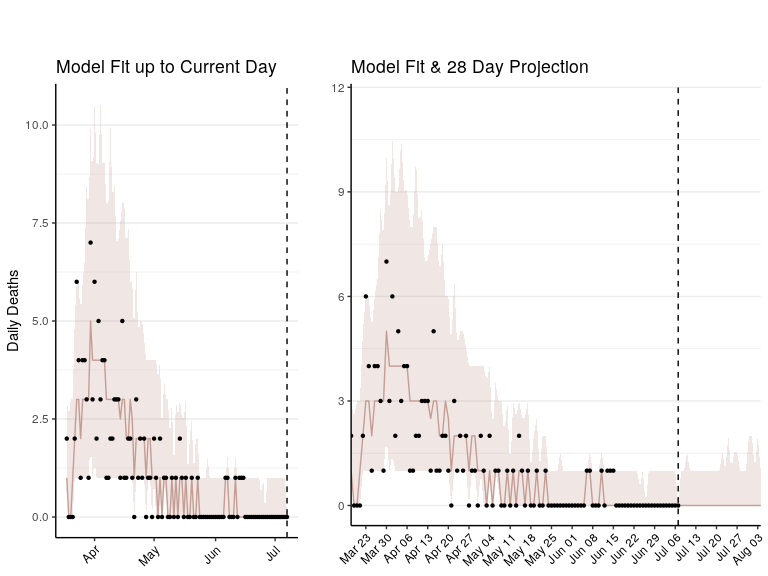 Model Fit up to Current Day
Daily Deaths
10.0
7.5
5.0
2.5
0.0
Apr
May
Jun
Jul
Model Fit & 28 Day Projection
12
9
6
3
0
Mar 23
Mar 30
Apr 06
Apr 13
Apr 20
Apr 27
May 04
May 11
May 18
May 25
Jun 01
Jun 08
Jun 15
Jun 22
Jun 29
Jul 06
Jul 13
Jul 20
Jul 27
Aug 03